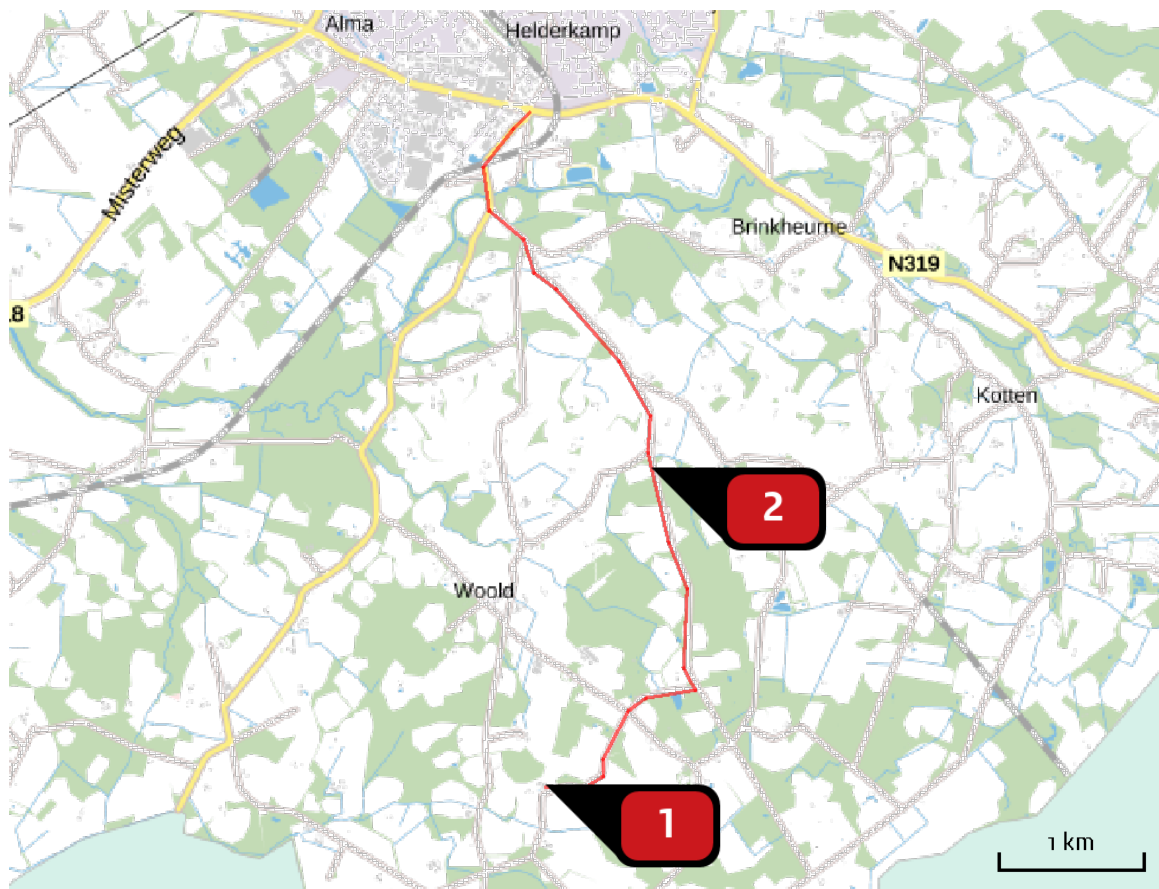 Alma
Helderkamp
Misterweg
Brinkheurne
N319
.8
Kotten
2
Woold
1
1 km